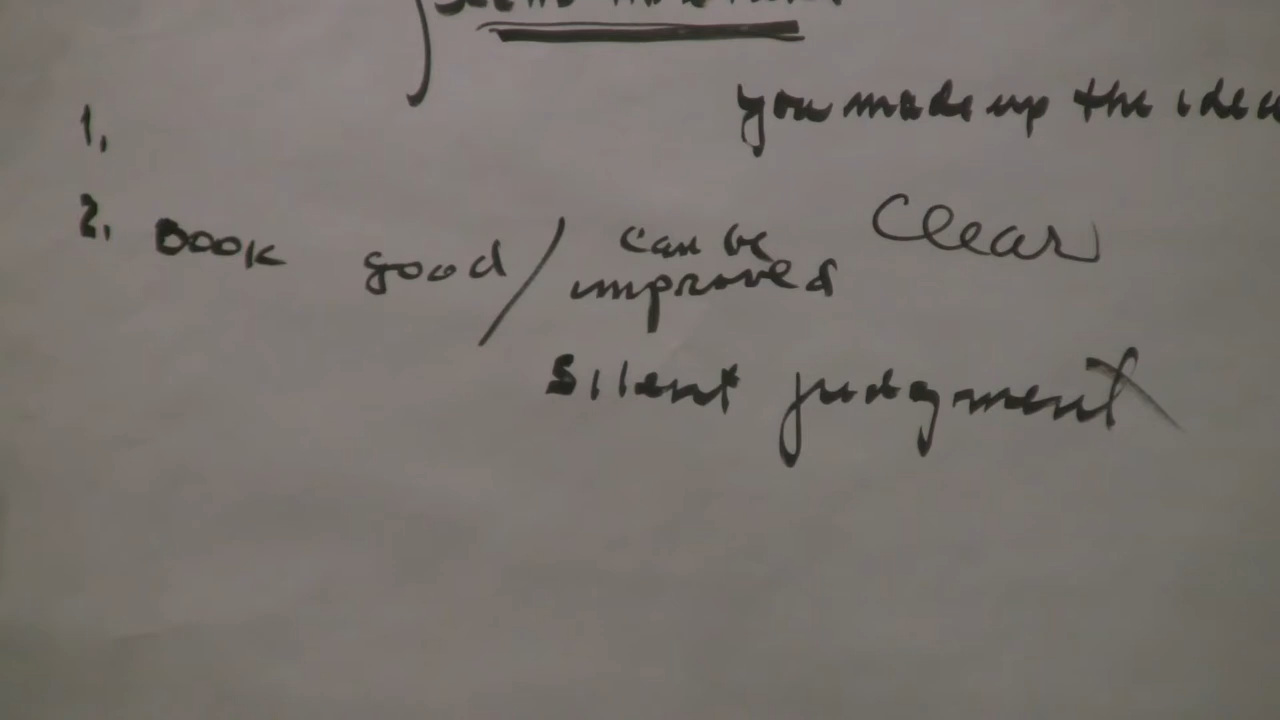 you made up the idea
1.
2. Book good / can be Clear
improved
Silent judgment